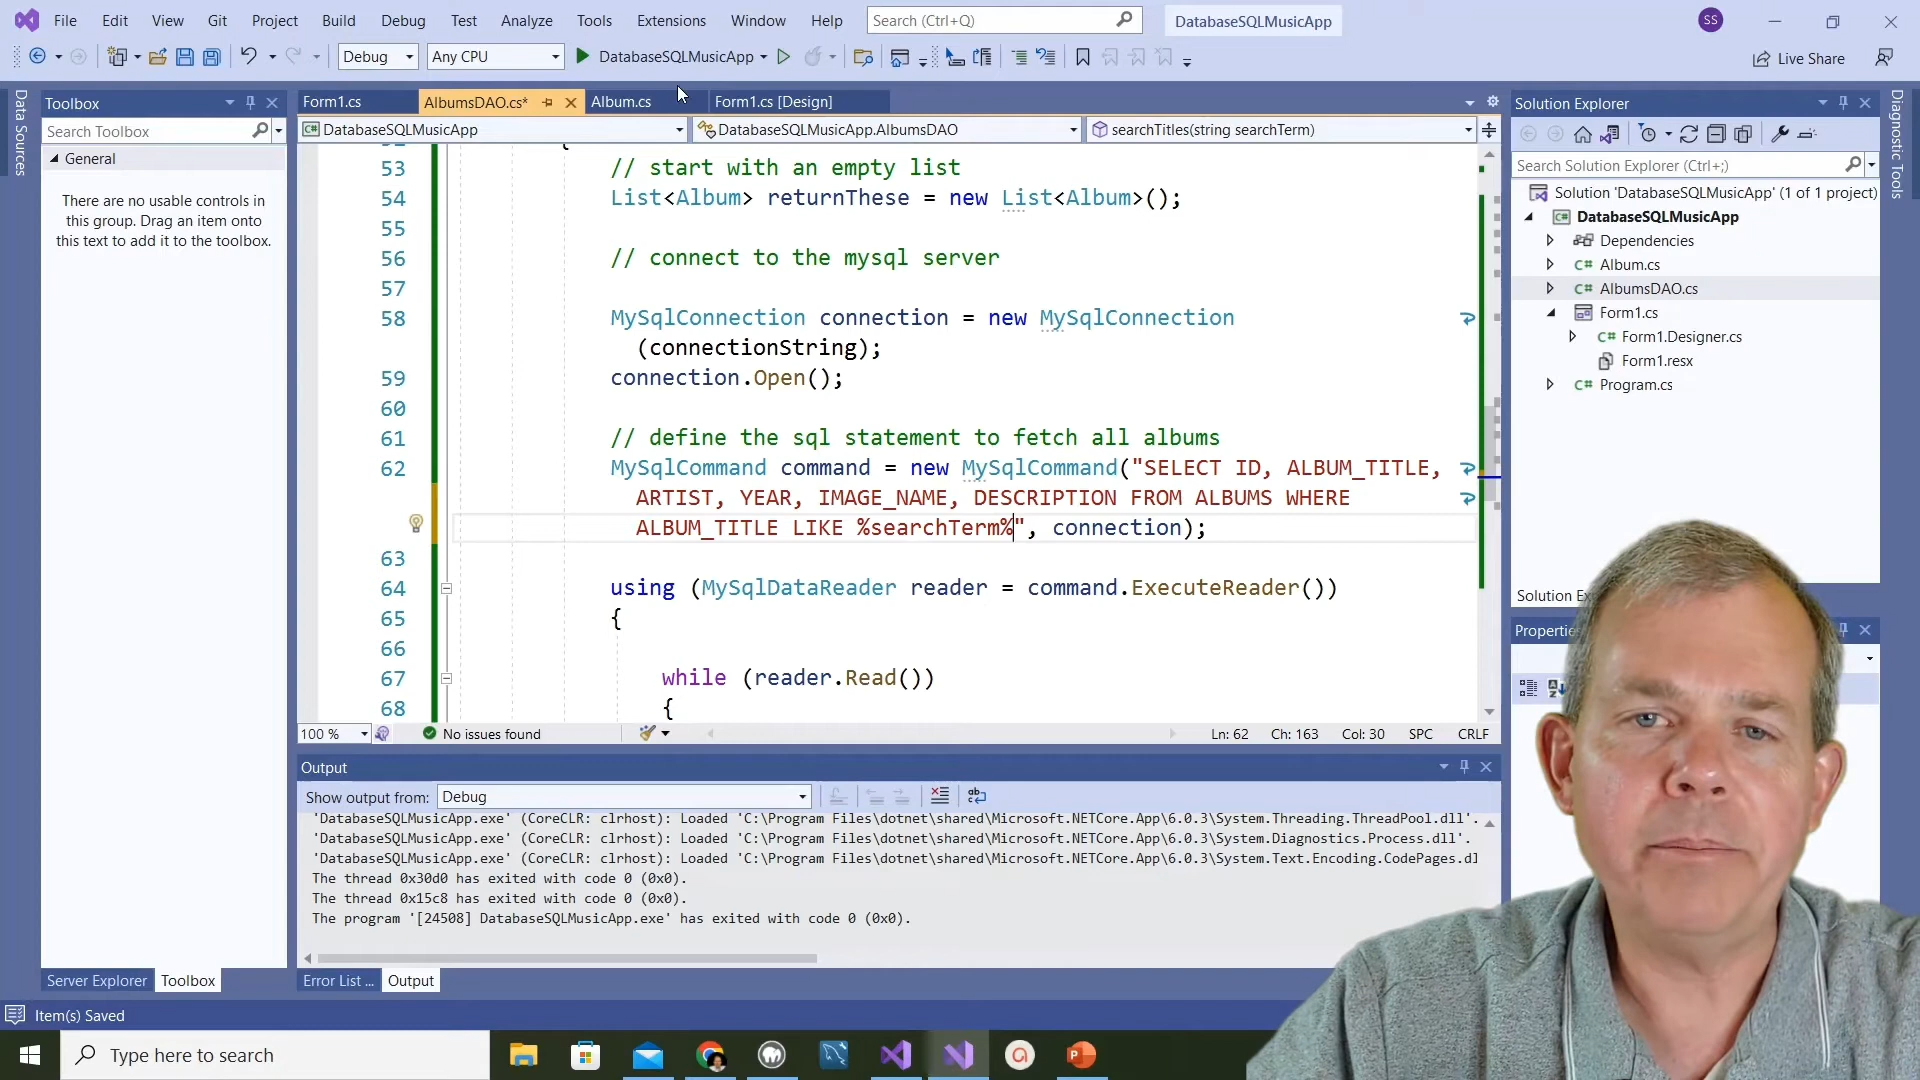 File Edit View Git Project Build Debug Test Analyze Tools Extensions Window Help Search (Ctrl+Q) DatabaseSQLMusicApp SS
Debug Any CPU DatabaseSQLMusicApp Live Share
Data Sources
Toolbox
Search Toolbox
General
There are no usable controls in
this group. Drag an item onto
this text to add it to the toolbox.
Server Explorer Toolbox
Form1.cs AlbumsDAO.cs* Album.cs Form1.cs [Design]
DatabaseSQLMusicApp DatabaseSQLMusicApp.AlbumsDAO searchTitles(string searchTerm)
53 // start with an empty list
54 List<Album> returnThese = new List<Album>();
55
56 // connect to the mysql server
57
58 MySqlConnection connection = new MySqlConnection
(connectionString);
59 connection.Open();
60
61 // define the sql statement to fetch all albums
62 MySqlCommand command = new MySqlCommand("SELECT ID, ALBUM_TITLE,
ARTIST, YEAR, IMAGE_NAME, DESCRIPTION FROM ALBUMS WHERE
ALBUM_TITLE LIKE %searchTerm%", connection);
63
64 using (MySqlDataReader reader = command.ExecuteReader())
65 {
66
67 while (reader.Read())
68 {
100 % No issues found Ln: 62 Ch: 163 Col: 30 SPC CRLF
Output
Show output from: Debug
'DatabaseSQLMusicApp.exe' (CoreCLR: clrhost): Loaded 'C:\Program Files\dotnet\shared\Microsoft.NETCore.App\6.0.3\System.Threading.ThreadPool.dll'.
'DatabaseSQLMusicApp.exe' (CoreCLR: clrhost): Loaded 'C:\Program Files\dotnet\shared\Microsoft.NETCore.App\6.0.3\System.Diagnostics.Process.dll'.
'DatabaseSQLMusicApp.exe' (CoreCLR: clrhost): Loaded 'C:\Program Files\dotnet\shared\Microsoft.NETCore.App\6.0.3\System.Text.Encoding.CodePages.dl
The thread 0x30d0 has exited with code 0 (0x0).
The thread 0x15c8 has exited with code 0 (0x0).
The program '[24508] DatabaseSQLMusicApp.exe' has exited with code 0 (0x0).
Error List ... Output
Solution Explorer
Search Solution Explorer (Ctrl+;)
Solution 'DatabaseSQLMusicApp' (1 of 1 project)
DatabaseSQLMusicApp
Dependencies
C# Album.cs
C# AlbumsDAO.cs
Form1.cs
C# Form1.Designer.cs
Form1.resx
C# Program.cs
Solution Ex
Propertie
Diagnostic Tools
Item(s) Saved
Type here to search